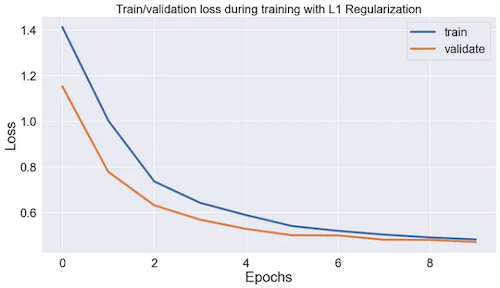 Train/validation loss during training with L1 Regularization
train
validate
Loss
1.4
1.2
1.0
0.8
0.6
0 2 4 6 8
Epochs